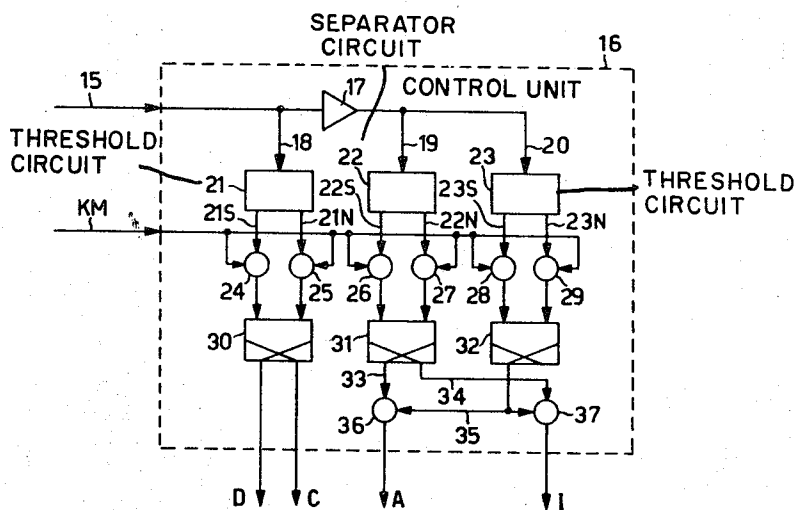 SEPARATOR
CIRCUIT
16
15
17
CONTROL UNIT
18
19
20
THRESHOLD
CIRCUIT
21
22
23
THRESHOLD
CIRCUIT
21S
21N
22S
22N
23S
23N
KM
24
25
26
27
28
29
30
31
32
33
34
35
36
37
D
C
A
I